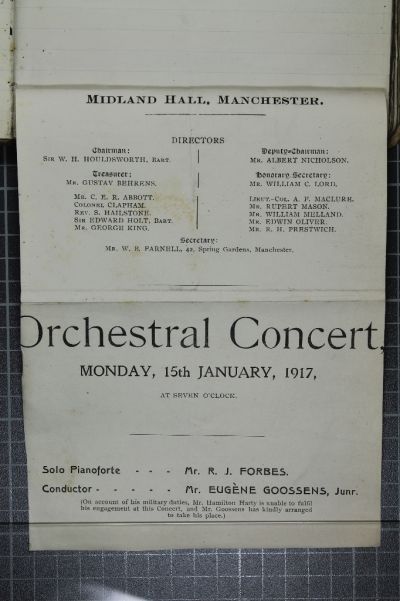 MIDLAND HALL, MANCHESTER.
DIRECTORS
Chairman:
SIR W. H. HOULDSWORTH, BART.
Deputy-Chairman:
MR. ALBERT NICHOLSON.
Treasurer:
MR. GUSTAV BEHRENS.
Honorary Secretary:
MR. WILLIAM C. LORD.
MR. C. E. R. ABBOTT.
COLONEL CLAPHAM.
REV. S. HAILSTONE.
SIR EDWARD HOLT, BART.
MR. GEORGE KING.
LIEUT.-COL. A. F. MACLURE.
MR. RUPERT MASON.
MR. WILLIAM MELLAND.
MR. EDWIN OLIVER.
MR. R. H. PRESTWICH.
Secretary:
MR. W. E. PARNELL, 42, Spring Gardens, Manchester.
Orchestral Concert,
MONDAY, 15th JANUARY, 1917,
AT SEVEN O'CLOCK.
Solo Pianoforte - - - Mr. R. J. FORBES.
Conductor - - - - - Mr. EUGÈNE GOOSSENS, Junr.
(On account of his military duties, Mr. Hamilton Harty is unable to fulfil
his engagement at this Concert, and Mr. Goossens has kindly arranged
to take his place.)